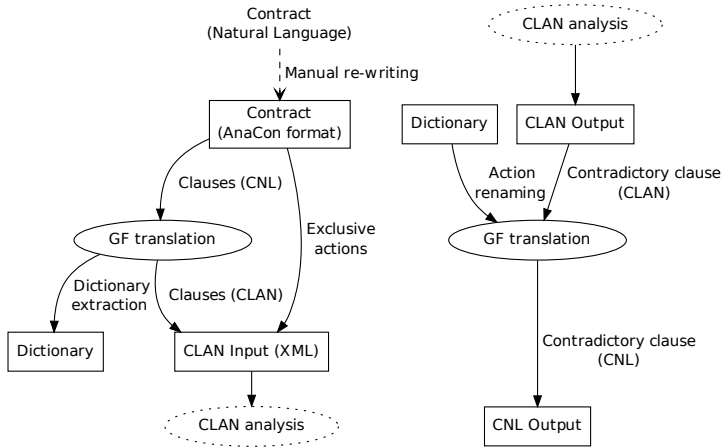 Contract
(Natural Language)
Manual re-writing
Contract
(AnaCon format)
Clauses (CNL)
Exclusive
actions
GF translation
Dictionary
extraction
Clauses (CLAN)
Dictionary
CLAN Input (XML)
CLAN analysis
CLAN analysis
Dictionary
CLAN Output
Action
renaming
Contradictory clause
(CLAN)
GF translation
Contradictory clause
(CNL)
CNL Output